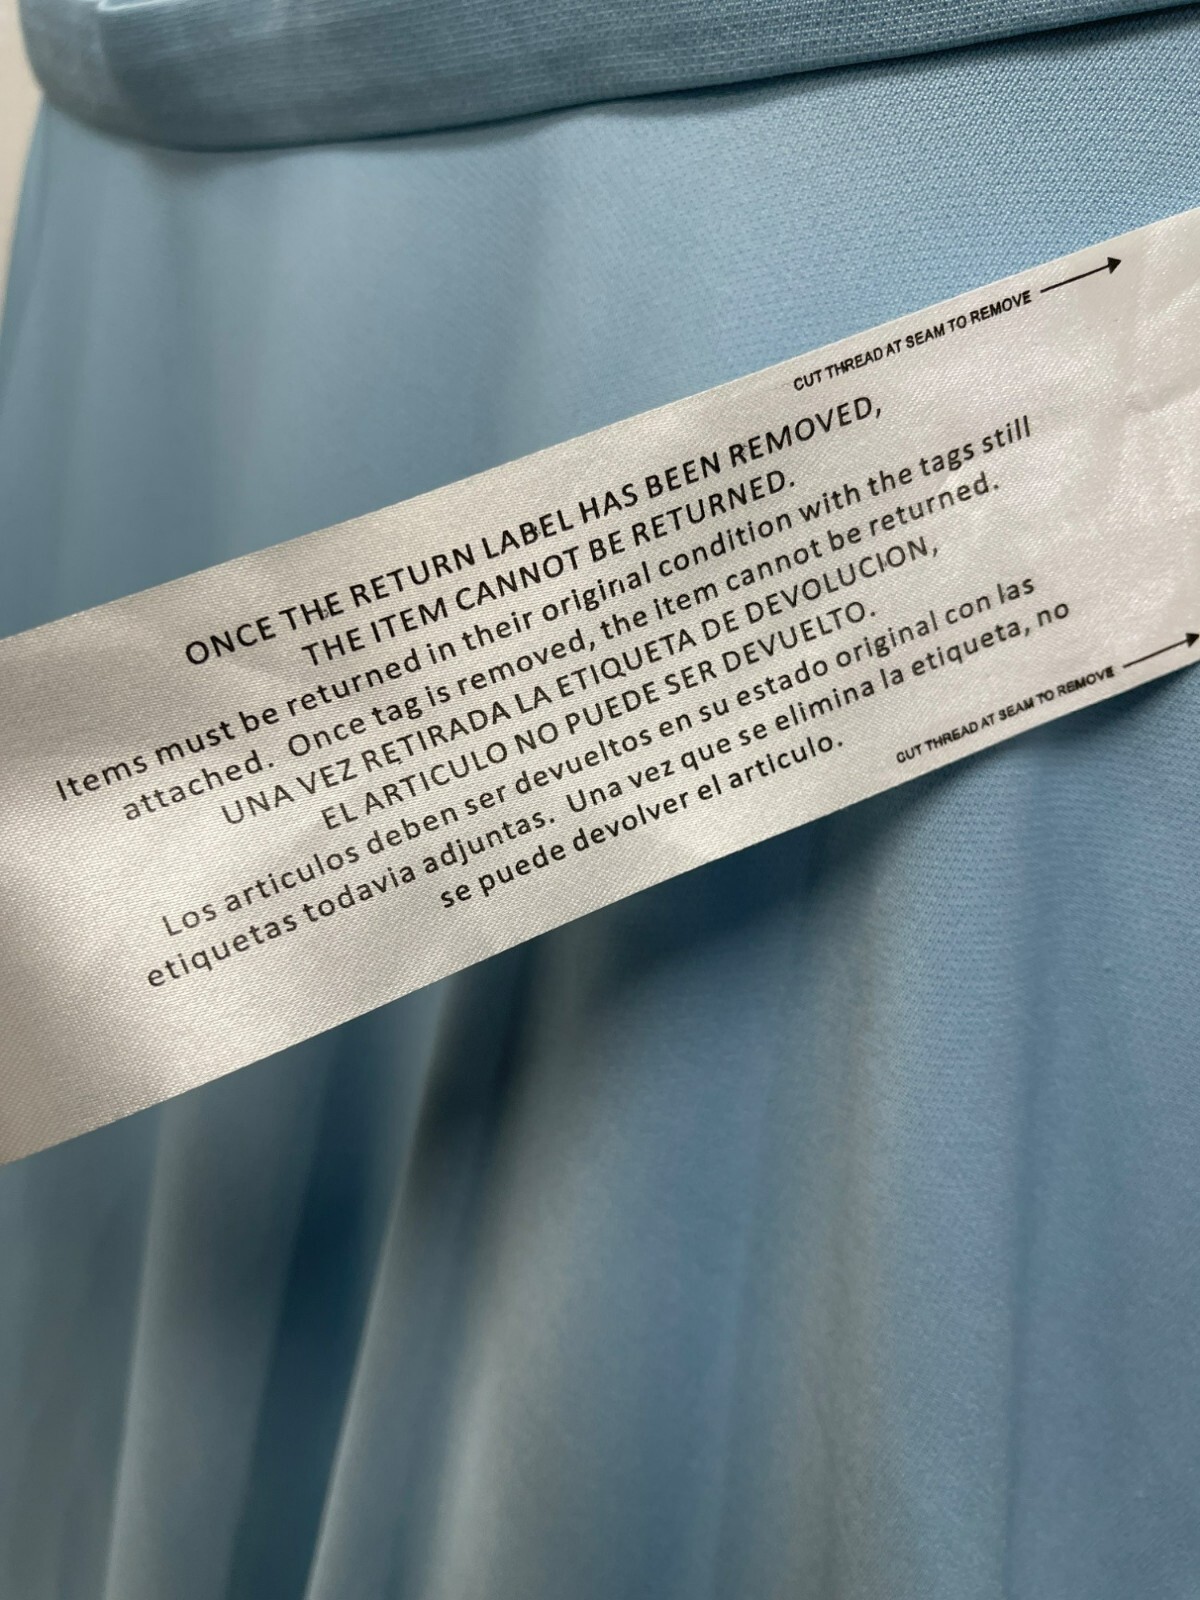 CUT THREAD AT SEAM TO REMOVE
ONCE THE RETURN LABEL HAS BEEN REMOVED,
THE ITEM CANNOT BE RETURNED.
Items must be returned in their original condition with the tags still
attached. Once tag is removed, the item cannot be returned.
UNA VEZ RETIRADA LA ETIQUETA DE DEVOLUCION,
EL ARTICULO NO PUEDE SER DEVUELTO.
Los articulos deben ser devueltos en su estado original con las
etiquetas todavia adjuntas. Una vez que se elimina la etiqueta, no
se puede devolver el articulo.
CUT THREAD AT SEAM TO REMOVE